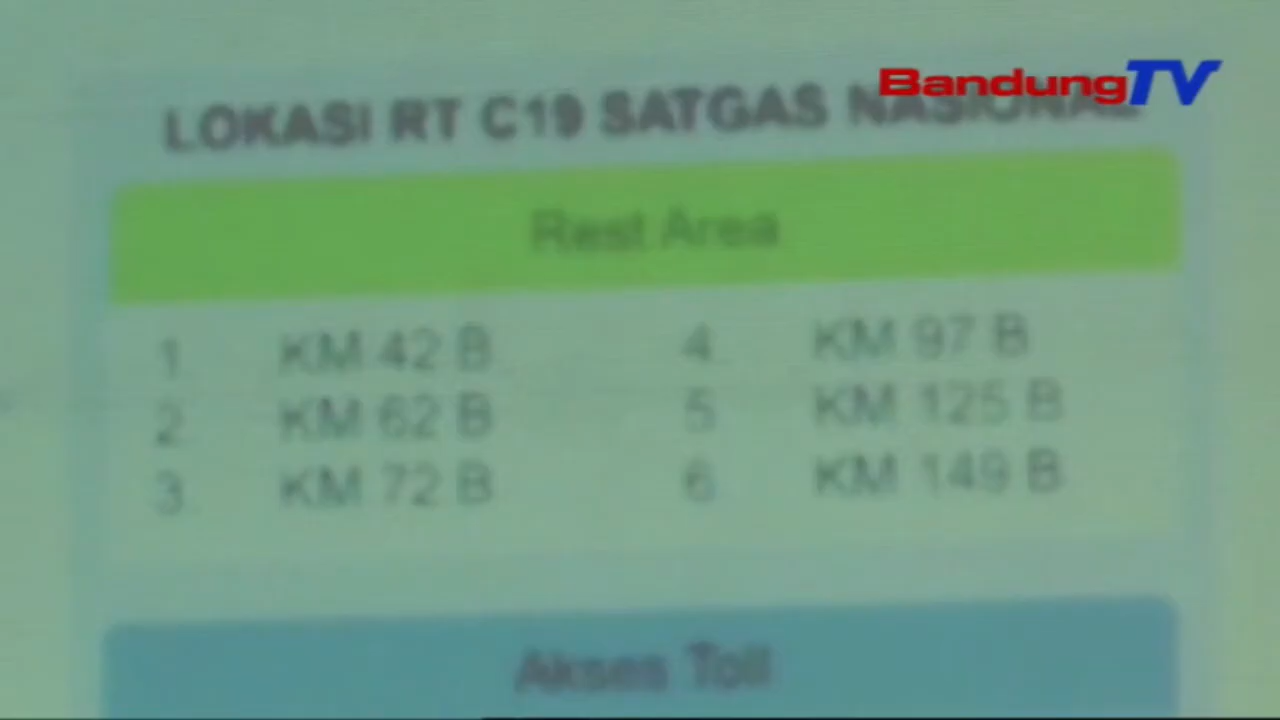 BandungTV
LOKASI RT C19 SATGAS NASIONAL
Rest Area
1 KM 42 B 4 KM 97 B
2 KM 62 B 5 KM 125 B
3 KM 72 B 6 KM 149 B
Akses Toll